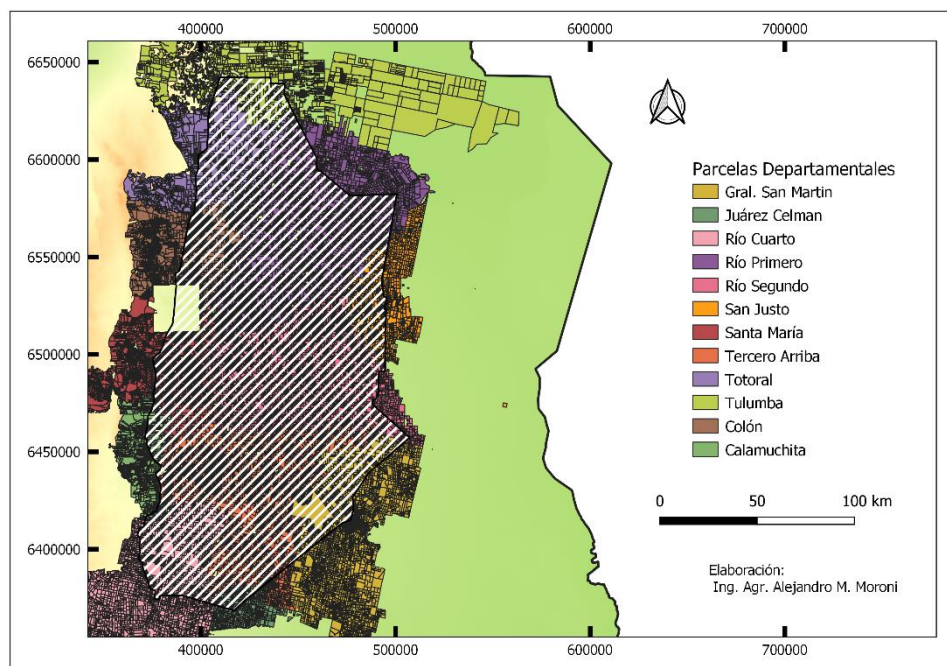 400000 500000 600000 700000
6650000
6600000
6550000
6500000
6450000
6400000
Parcelas Departamentales
Gral. San Martin
Juárez Celman
Río Cuarto
Río Primero
Río Segundo
San Justo
Santa María
Tercero Arriba
Totoral
Tulumba
Colón
Calamuchita
0 50 100 km
Elaboración:
Ing. Agr. Alejandro M. Moroni
400000 500000 600000 700000